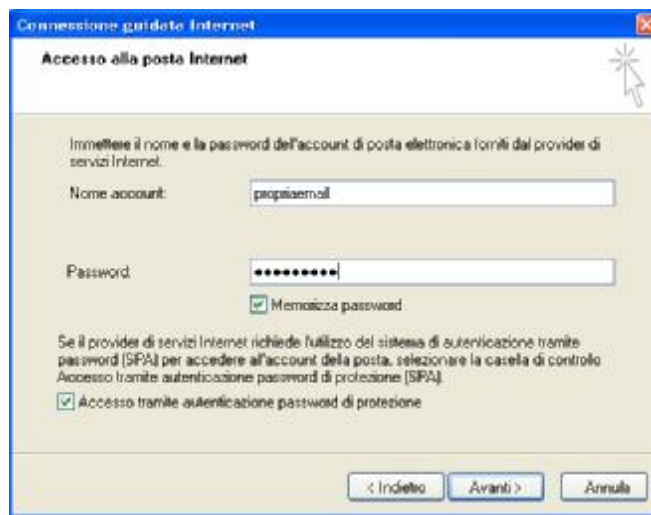 Connessione guidata Internet
Accesso alla posta Internet
Immettere il nome e la password dell'account di posta elettronica forniti dal provider di
servizi Internet.
Nome account:
propriaemail
Password:
●●●●●●●●●
Memorizza password
Se il provider di servizi Internet richiede l'utilizzo del sistema di autenticazione tramite
password (SPA) per accedere all'account della posta, selezionare la casella di controllo
Accesso tramite autenticazione password di protezione (SPA).
Accesso tramite autenticazione password di protezione
< Indietro
Avanti >
Annulla